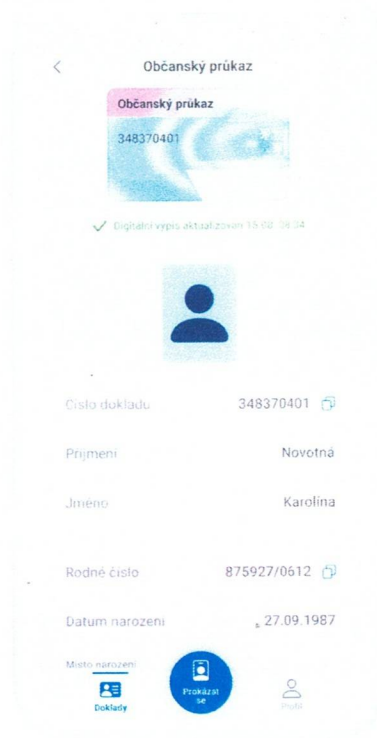 Občanský průkaz
Občanský průkaz
348370401
Digitální výpis aktualizován
Číslo dokladu 348370401
Příjmení Novotná
Jméno Karolína
Rodné číslo 875927/0612
Datum narození 27.09.1987
Místo narození
Doklady
Prokázat
se
Profil